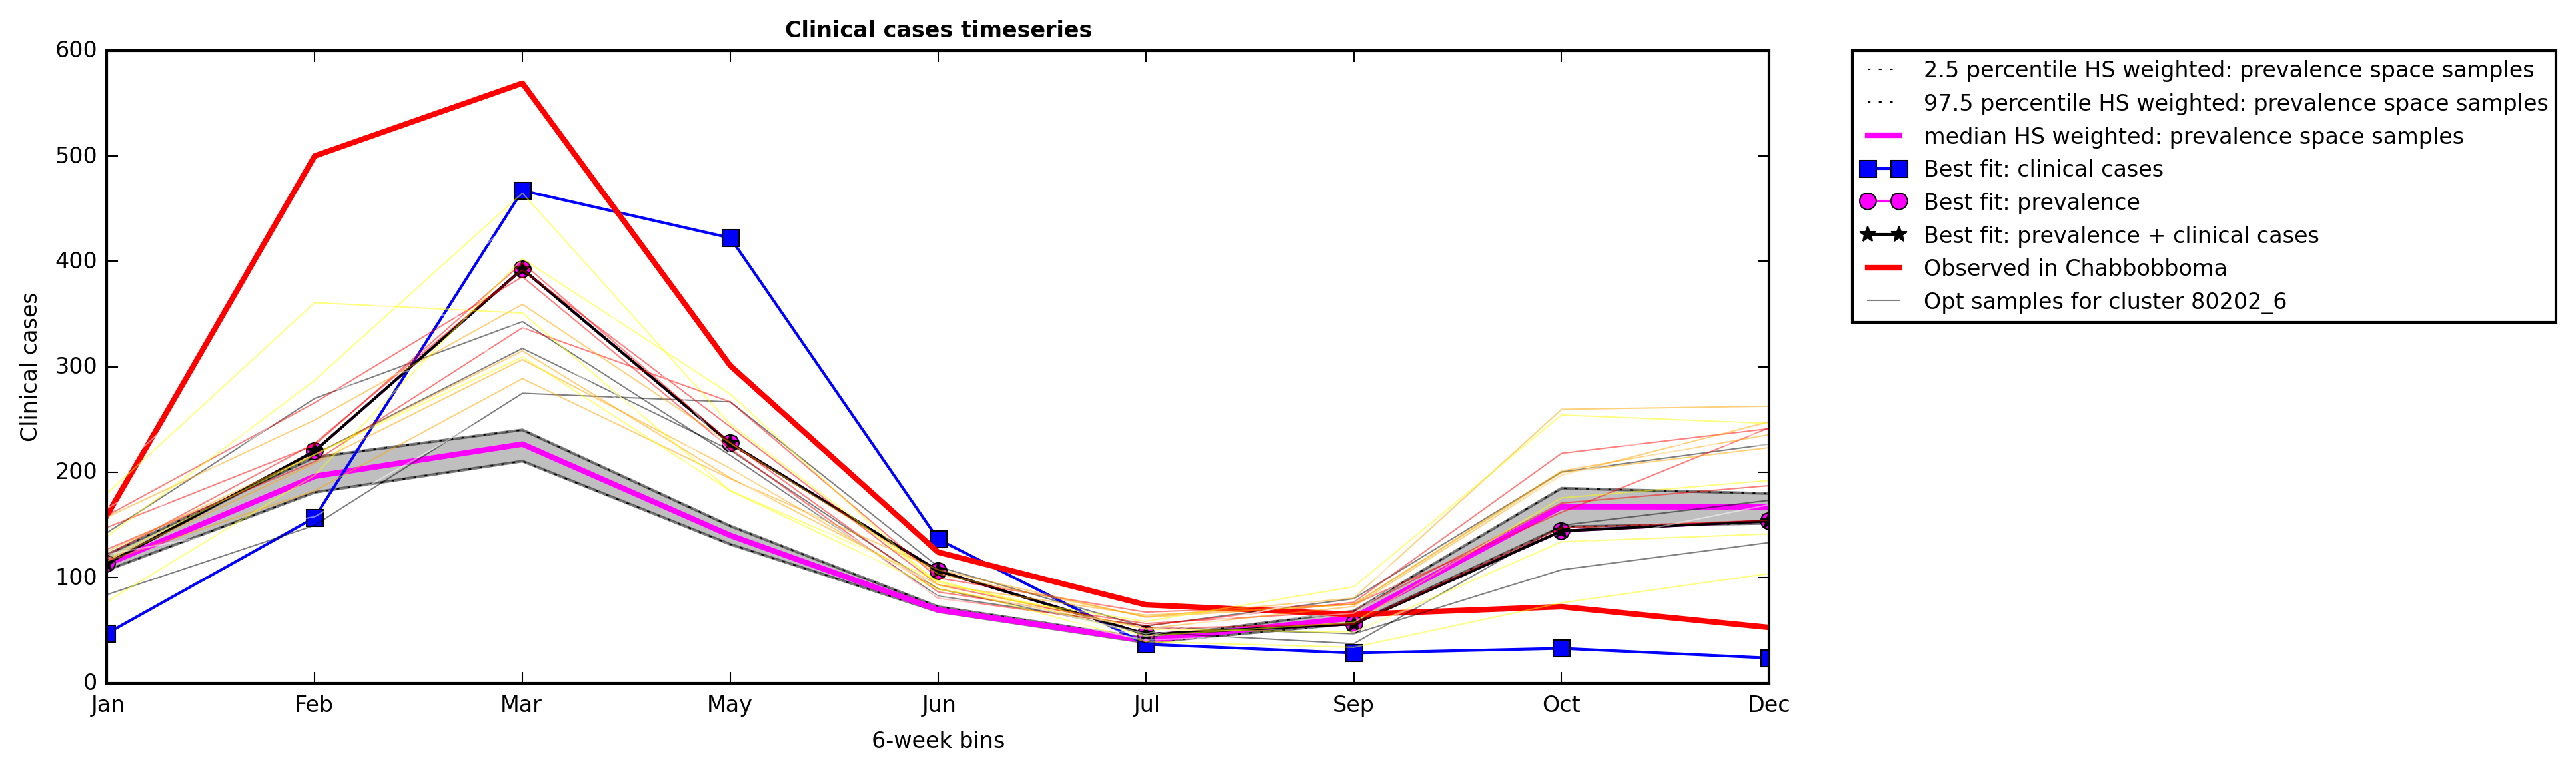 Clinical cases timeseries
600
500
400
300
200
100
0
Clinical cases
Jan Feb Mar May Jun Jul Sep Oct Dec
6-week bins
2.5 percentile HS weighted: prevalence space samples
97.5 percentile HS weighted: prevalence space samples
median HS weighted: prevalence space samples
Best fit: clinical cases
Best fit: prevalence
Best fit: prevalence + clinical cases
Observed in Chabbobboma
Opt samples for cluster 80202_6